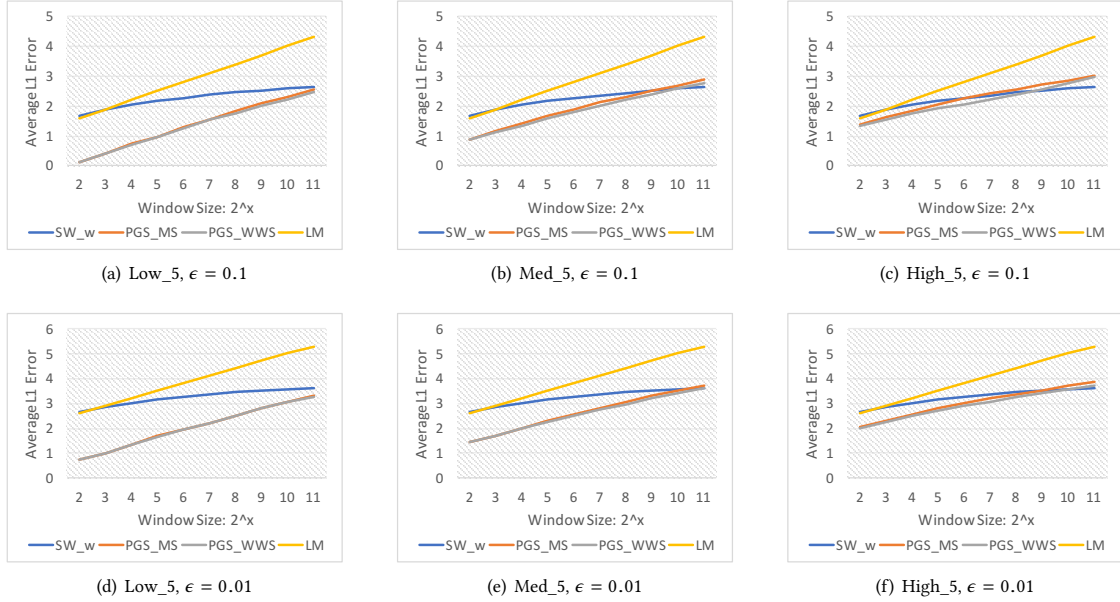 5
4
3
2
1
0
Average L1 Error
2 3 4 5 6 7 8 9 10 11
Window Size: 2^x
SW_w PGS_MS PGS_WWS LM
(a) Low_5, ϵ = 0.1
5
4
3
2
1
0
Average L1 Error
2 3 4 5 6 7 8 9 10 11
Window Size: 2^x
SW_w PGS_MS PGS_WWS LM
(b) Med_5, ϵ = 0.1
5
4
3
2
1
0
Average L1 Error
2 3 4 5 6 7 8 9 10 11
Window Size: 2^x
SW_w PGS_MS PGS_WWS LM
(c) High_5, ϵ = 0.1
6
5
4
3
2
1
0
Average L1 Error
2 3 4 5 6 7 8 9 10 11
Window Size: 2^x
SW_w PGS_MS PGS_WWS LM
(d) Low_5, ϵ = 0.01
6
5
4
3
2
1
0
Average L1 Error
2 3 4 5 6 7 8 9 10 11
Window Size: 2^x
SW_w PGS_MS PGS_WWS LM
(e) Med_5, ϵ = 0.01
6
5
4
3
2
1
0
Average L1 Error
2 3 4 5 6 7 8 9 10 11
Window Size: 2^x
SW_w PGS_MS PGS_WWS LM
(f) High_5, ϵ = 0.01